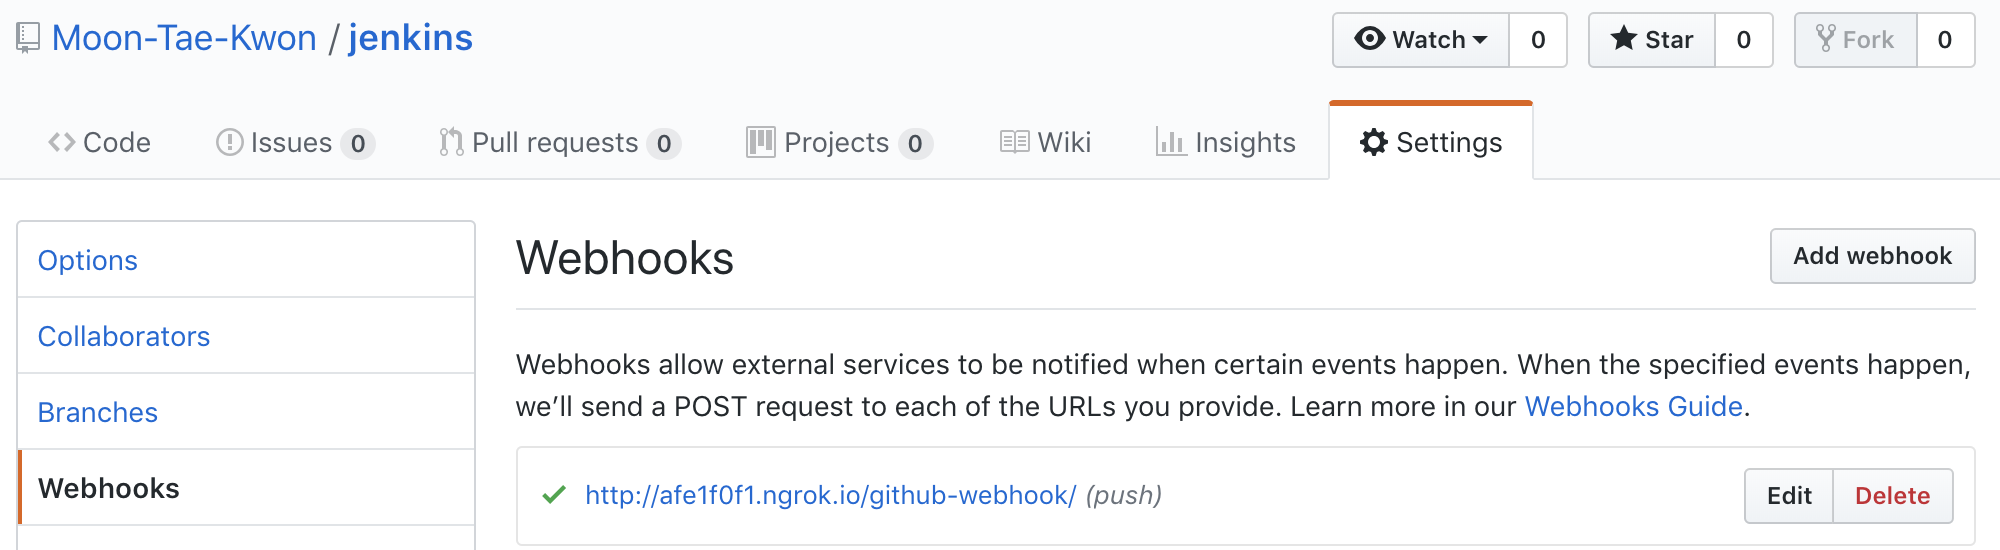 Moon-Tae-Kwon / jenkins
Watch 0 Star 0 Fork 0
Code Issues 0 Pull requests 0 Projects 0 Wiki Insights Settings
Options
Collaborators
Branches
Webhooks
Webhooks
Add webhook
Webhooks allow external services to be notified when certain events happen. When the specified events happen,
we’ll send a POST request to each of the URLs you provide. Learn more in our Webhooks Guide.
http://afe1f0f1.ngrok.io/github-webhook/ (push)
Edit Delete